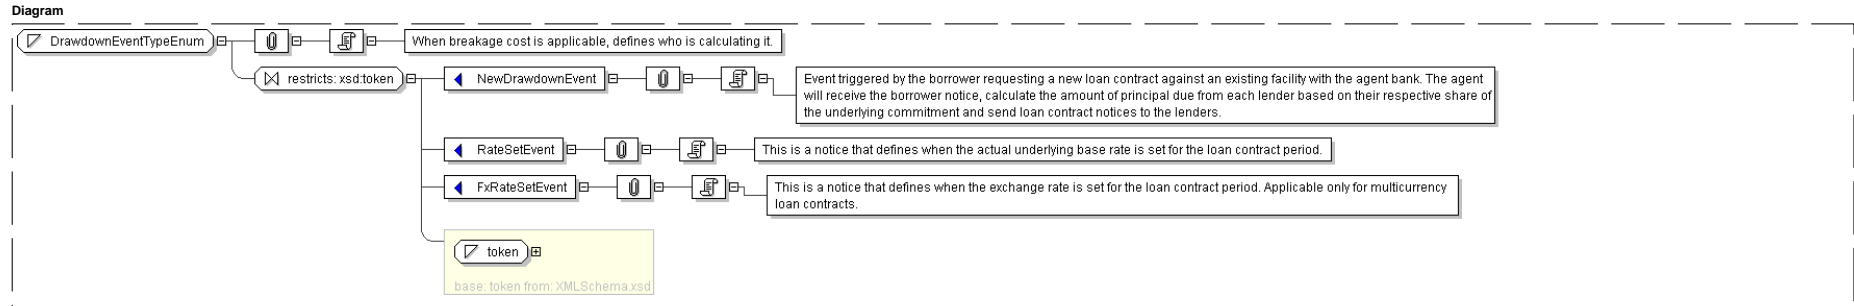 Diagram
DrawdownEventTypeEnum
When breakage cost is applicable, defines who is calculating it.
restricts: xsd:token
NewDrawdownEvent
Event triggered by the borrower requesting a new loan contract against an existing facility with the agent bank. The agent
will receive the borrower notice, calculate the amount of principal due from each lender based on their respective share of
the underlying commitment and send loan contract notices to the lenders.
RateSetEvent
This is a notice that defines when the actual underlying base rate is set for the loan contract period.
FxRateSetEvent
This is a notice that defines when the exchange rate is set for the loan contract period. Applicable only for multicurrency
loan contracts.
token
base: token from: XMLSchema.xsd